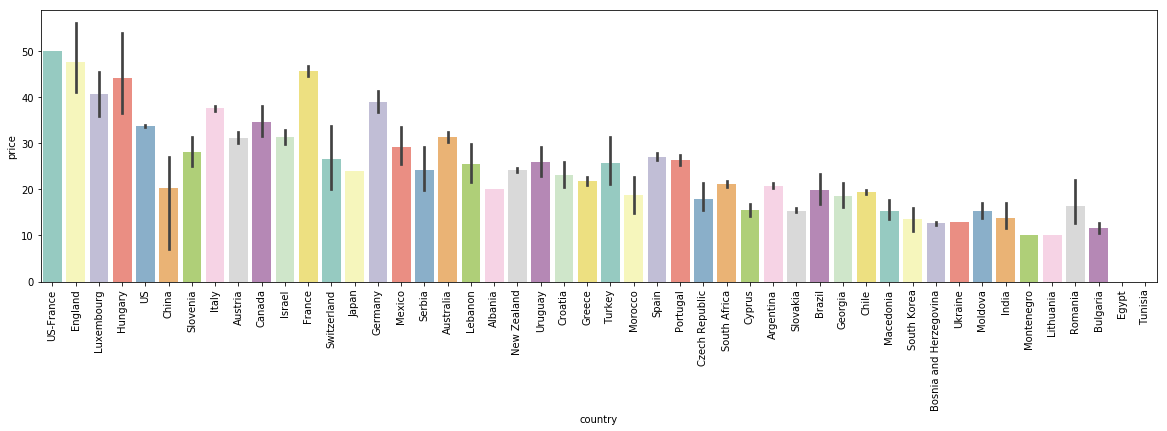 price
50
40
30
20
10
0
US-France
England
Luxembourg
Hungary
US
China
Slovenia
Italy
Austria
Canada
Israel
France
Switzerland
Japan
Germany
Mexico
Serbia
Australia
Lebanon
Albania
New Zealand
Uruguay
Croatia
Greece
Turkey
Morocco
Spain
Portugal
Czech Republic
South Africa
Cyprus
Argentina
Slovakia
Brazil
Georgia
Chile
Macedonia
South Korea
Bosnia and Herzegovina
Ukraine
Moldova
India
Montenegro
Lithuania
Romania
Bulgaria
Egypt
Tunisia
country